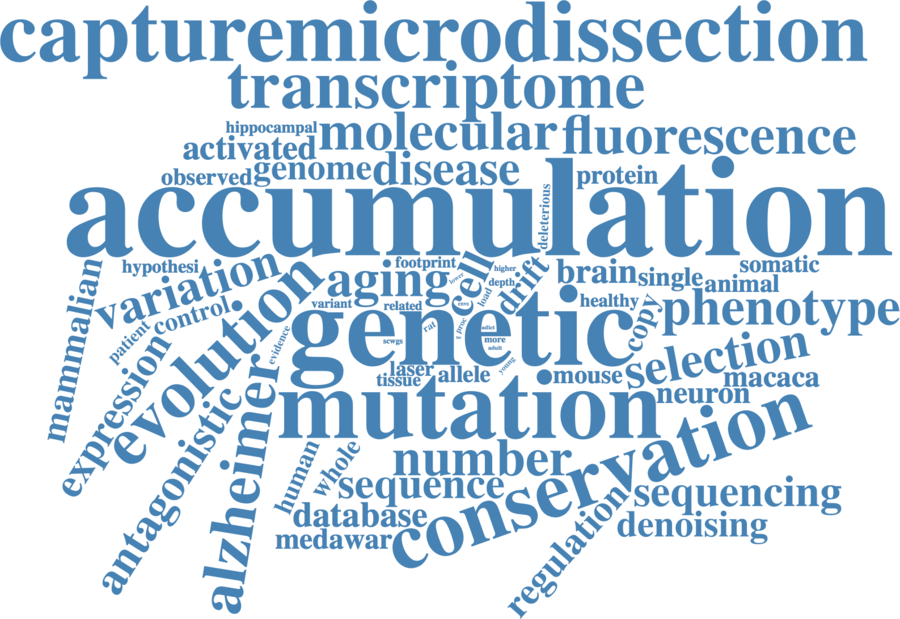 capturemicrodissection
transcriptome
hippocampal
molecular
fluorescence
activated
genome
disease
observed
protein
accumulation
deleterious
mammalian
hypothesi
variation
footprint
aging
cell
lower
higher
depth
drift
brain
single
somatic
animal
variant
related
load
healthy
copy
phenotype
patient
control
evolution
genetic
rat
more
adult
scwgs
young
evidence
expression
laser
tissue
allele
mouse
selection
macaca
neuron
antagonistic
alzheimer
mutation
conservation
human
whole
number
sequence
sequencing
database
denoising
medawar
regulation